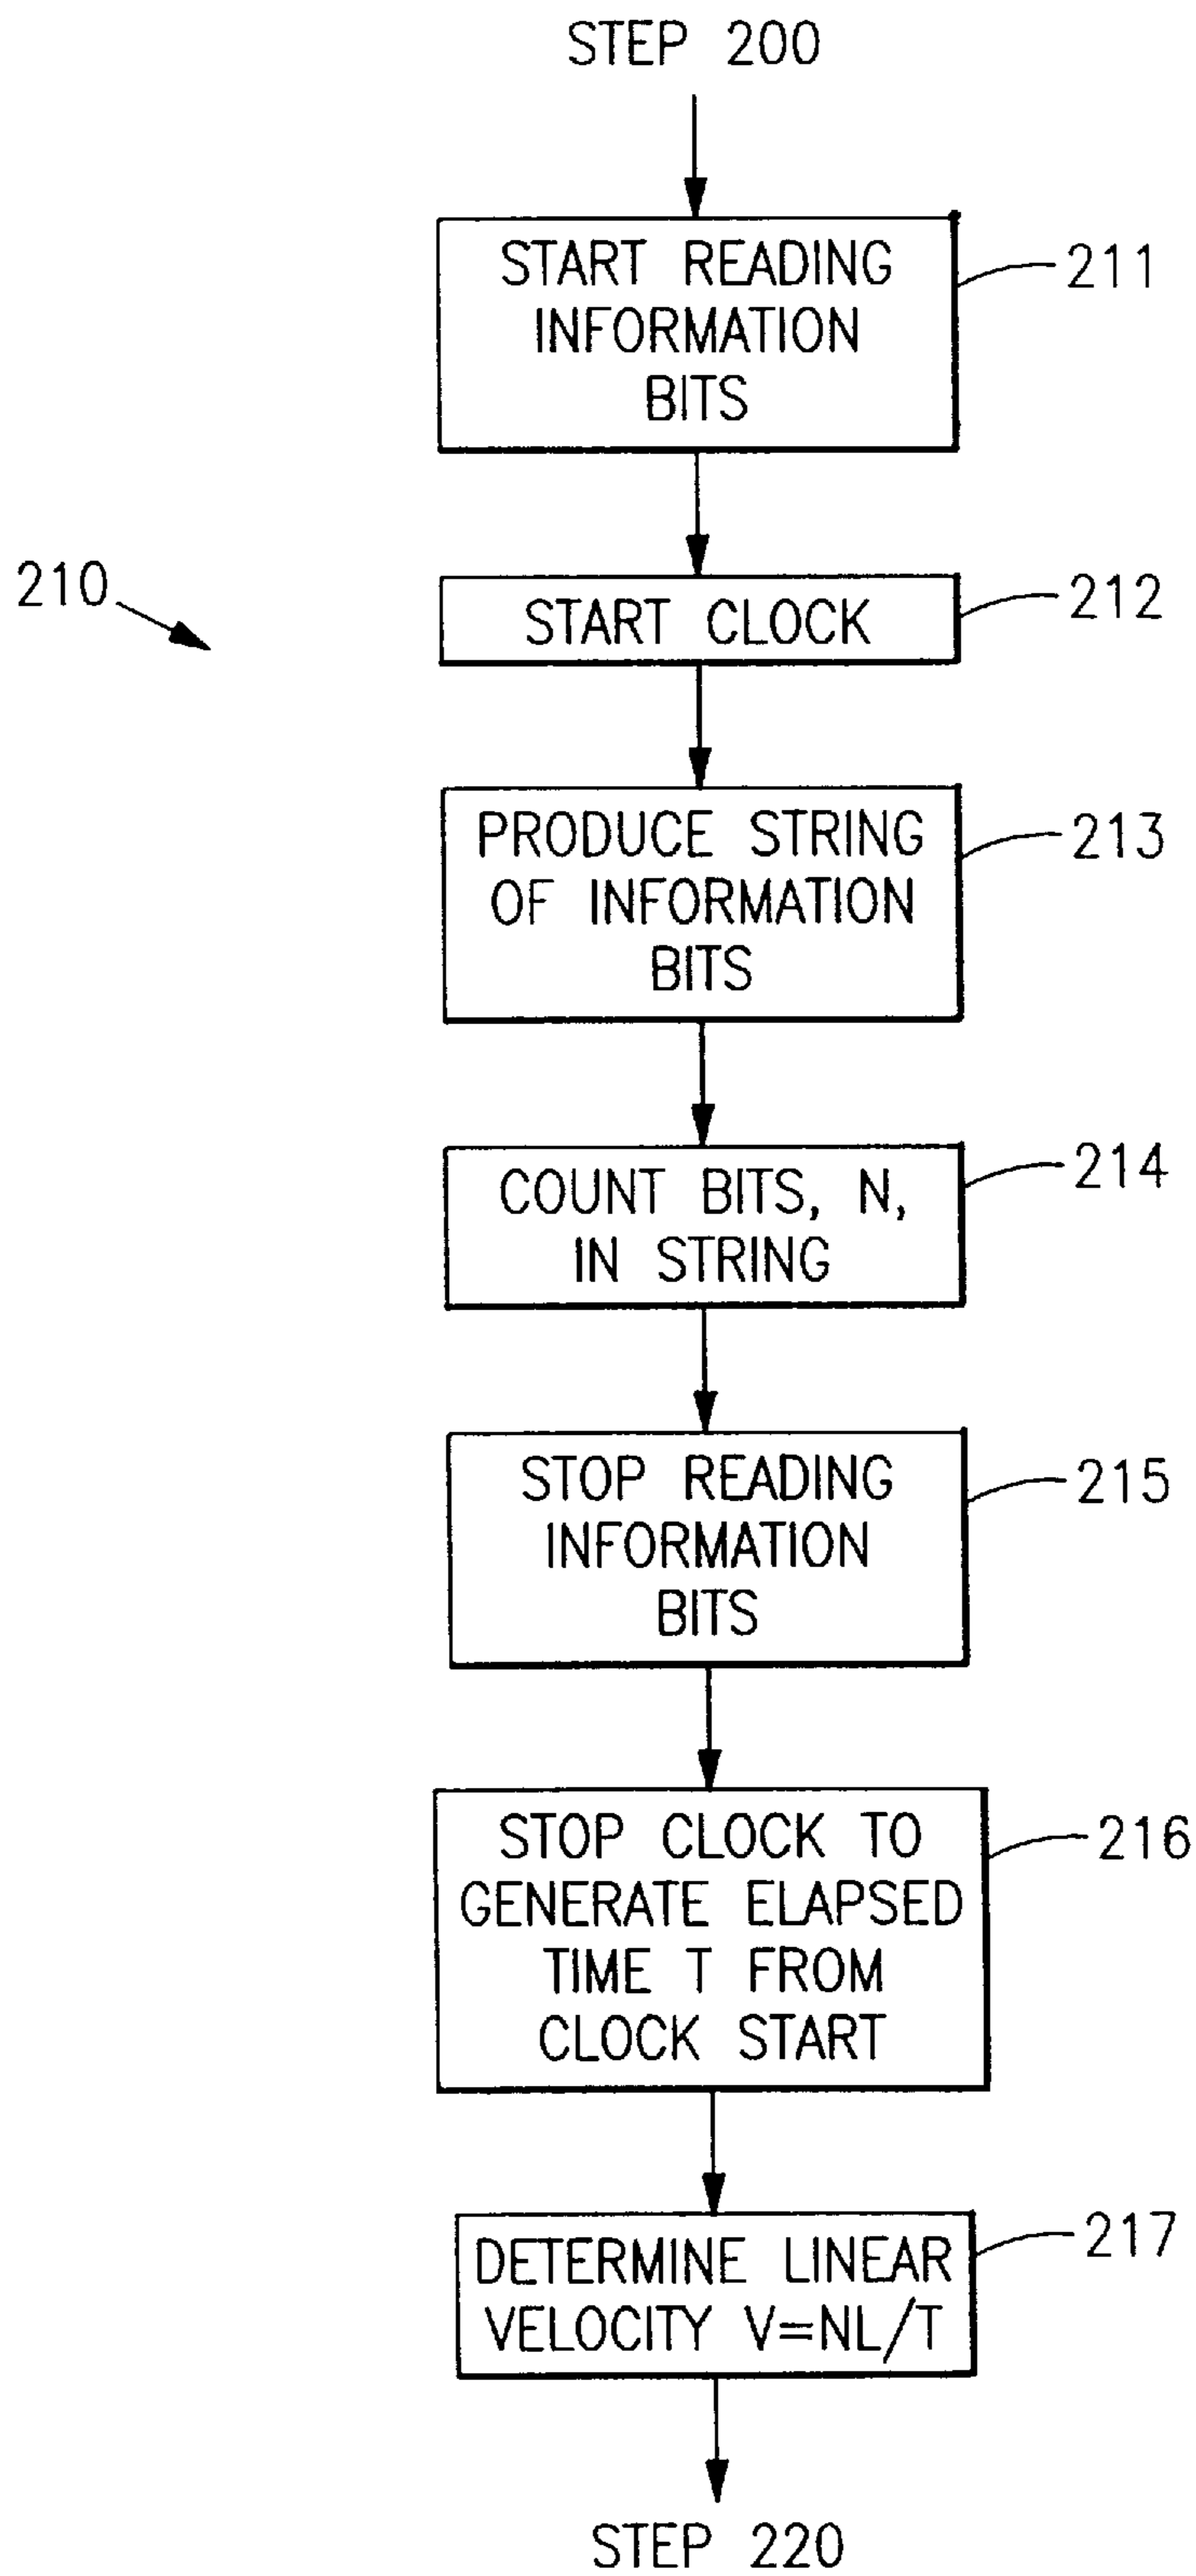 STEP 200
START READING
INFORMATION
BITS
211
210
START CLOCK
212
PRODUCE STRING
OF INFORMATION
BITS
213
COUNT BITS, N,
IN STRING
214
STOP READING
INFORMATION
BITS
215
STOP CLOCK TO
GENERATE ELAPSED
TIME T FROM
CLOCK START
216
DETERMINE LINEAR
VELOCITY V=NL/T
217
STEP 220